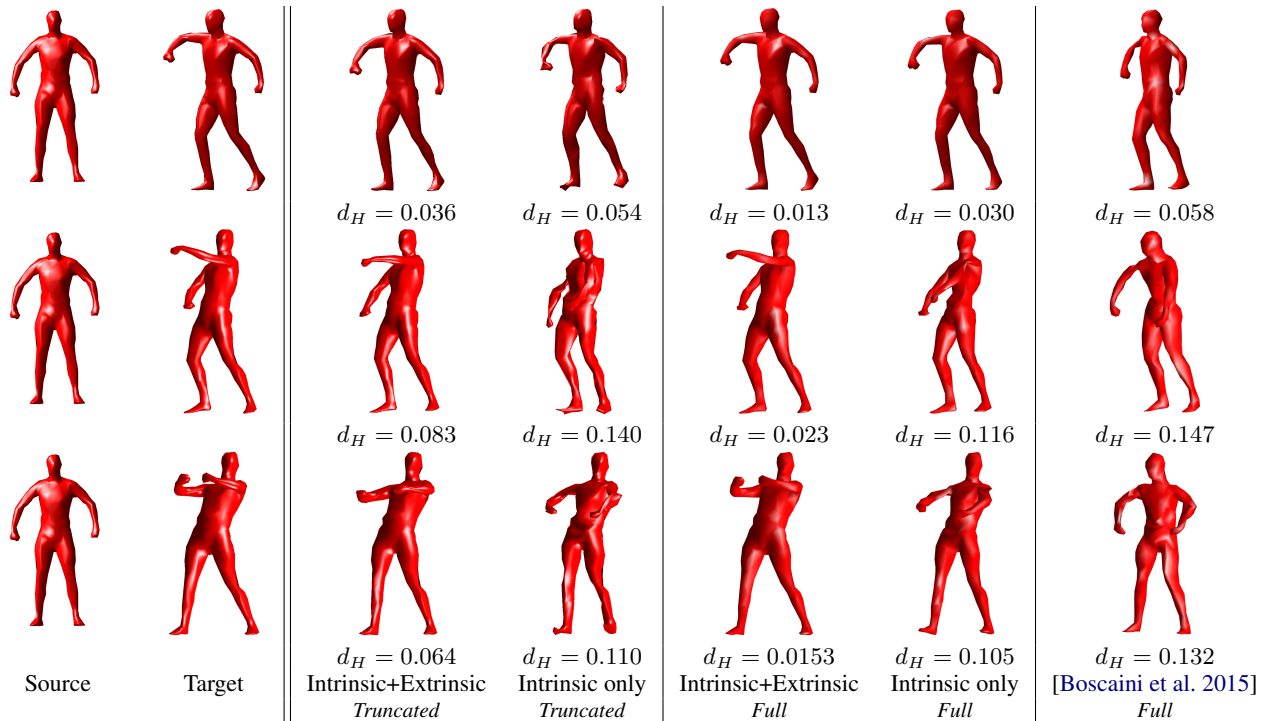 d_H = 0.036 d_H = 0.054 d_H = 0.013 d_H = 0.030 d_H = 0.058
d_H = 0.083 d_H = 0.140 d_H = 0.023 d_H = 0.116 d_H = 0.147
d_H = 0.064 d_H = 0.110 d_H = 0.0153 d_H = 0.105 d_H = 0.132
Source Target Intrinsic+Extrinsic Intrinsic only Intrinsic+Extrinsic Intrinsic only [Boscaini et al. 2015]
Truncated Truncated Full Full Full